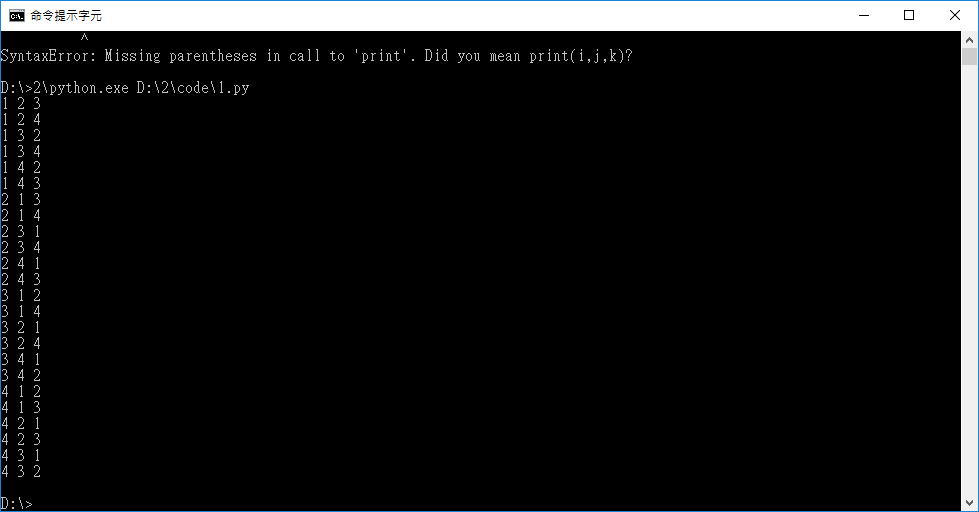 命令提示字元
^
SyntaxError: Missing parentheses in call to 'print'. Did you mean print(i,j,k)?
D:\>2\python.exe D:\2\code\1.py
1 2 3
1 2 4
1 3 2
1 3 4
1 4 2
1 4 3
2 1 3
2 1 4
2 3 1
2 3 4
2 4 1
2 4 3
3 1 2
3 1 4
3 2 1
3 2 4
3 4 1
3 4 2
4 1 2
4 1 3
4 2 1
4 2 3
4 3 1
4 3 2
D:\>